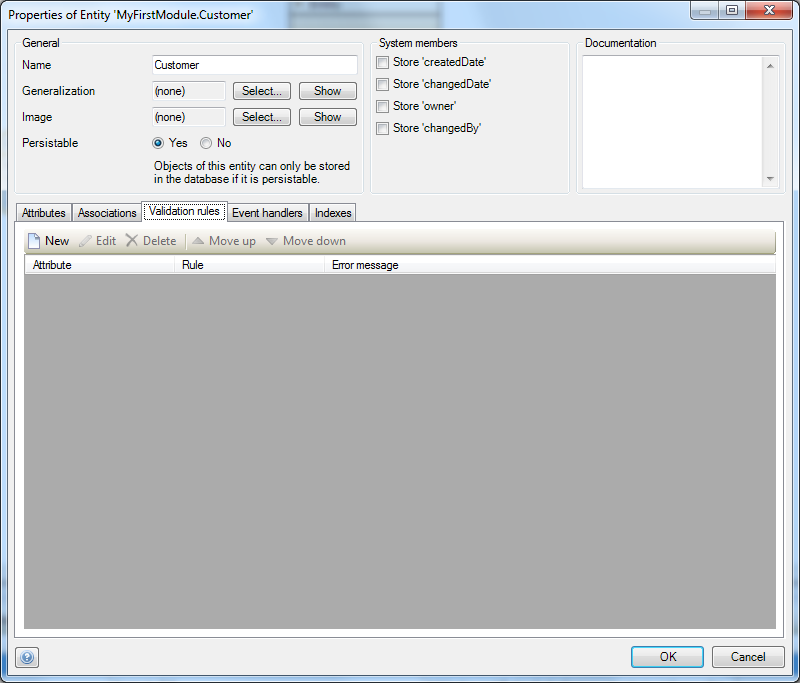 Properties of Entity 'MyFirstModule.Customer'
General
Name
Customer
Generalization
(none)
Select...
Show
Image
(none)
Select...
Show
Persistable
Yes
No
Objects of this entity can only be stored
in the database if it is persistable.
System members
Store 'createdDate'
Store 'changedDate'
Store 'owner'
Store 'changedBy'
Documentation
Attributes
Associations
Validation rules
Event handlers
Indexes
New
Edit
Delete
Move up
Move down
Attribute
Rule
Error message
?
OK
Cancel